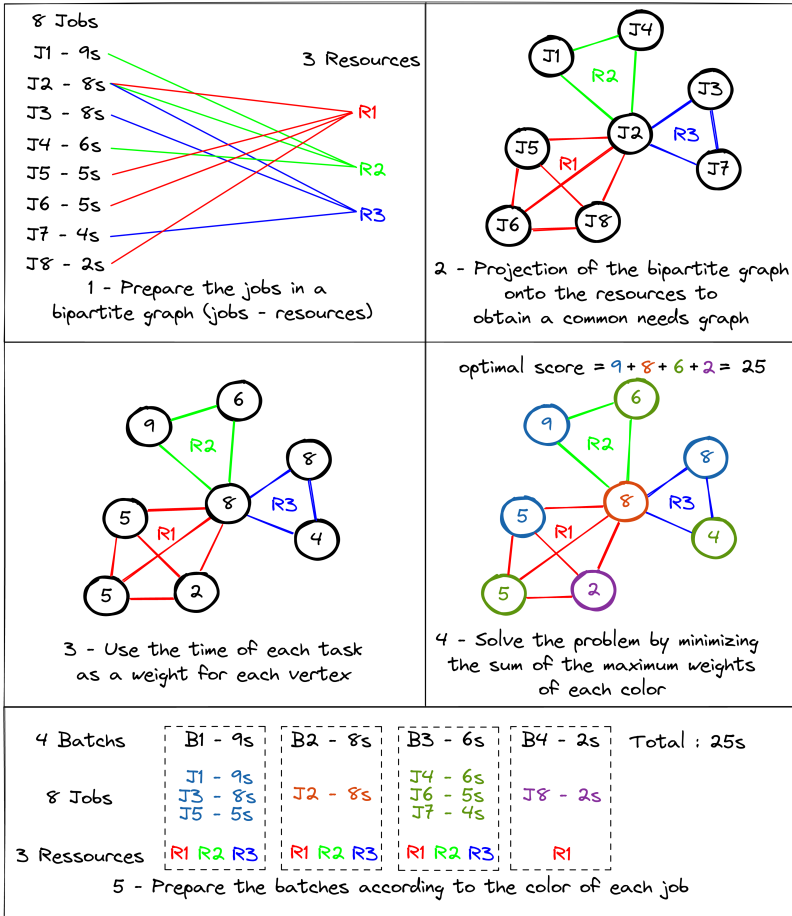 8 Jobs
J1 - 9s
J2 - 8s
J3 - 8s
J4 - 6s
J5 - 5s
J6 - 5s
J7 - 4s
J8 - 2s
3 Resources
R1
R2
R3
1 - Prepare the jobs in a
bipartite graph (jobs - resources)
J4
J1
R2
J3
J2
R3
J5
R1
J7
J6
J8
2 - Projection of the bipartite graph
onto the resources to
obtain a common needs graph
6
9
R2
8
8
R3
5
R1
4
5
2
3 - Use the time of each task
as a weight for each vertex
optimal score = 9 + 8 + 6 + 2 = 25
6
9
R2
8
8
R3
5
R1
4
5
2
4 - Solve the problem by minimizing
the sum of the maximum weights
of each color
4 Batchs
B1 - 9s
B2 - 8s
B3 - 6s
B4 - 2s
Total : 25s
8 Jobs
J1 - 9s
J3 - 8s
J5 - 5s
J2 - 8s
J4 - 6s
J6 - 5s
J7 - 4s
J8 - 2s
3 Ressources
R1 R2 R3
R1 R2 R3
R1 R2 R3
R1
5 - Prepare the batches according to the color of each job